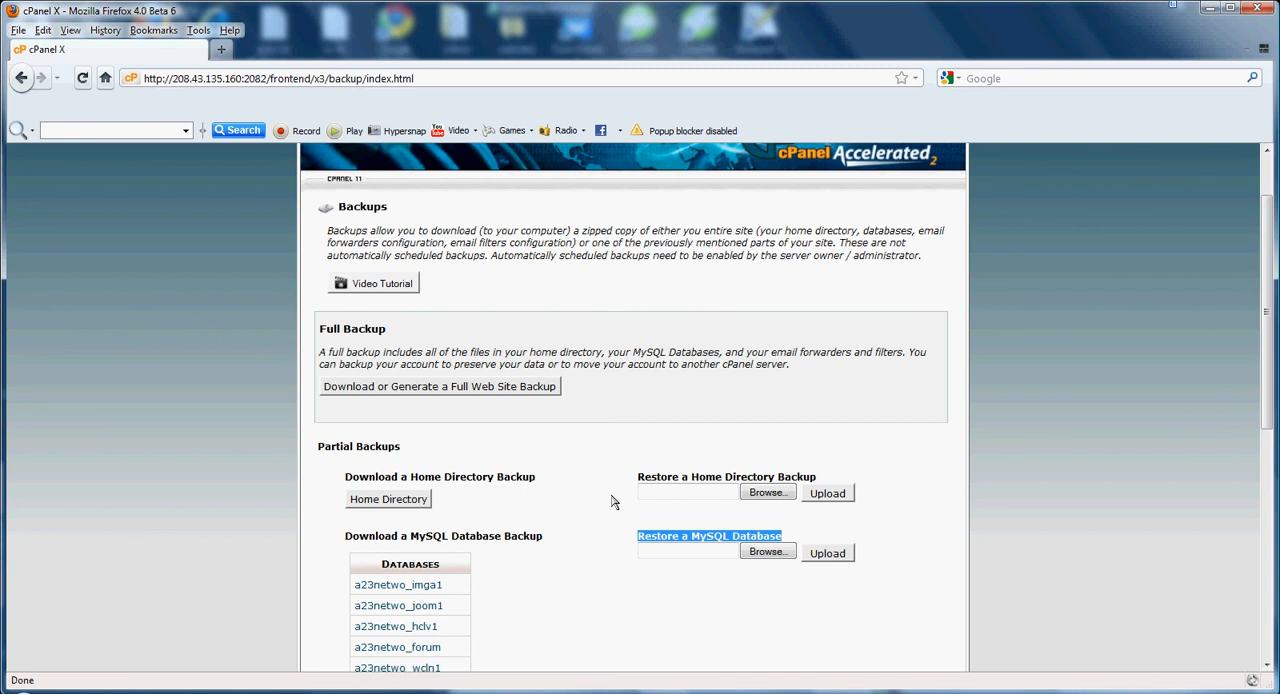 cPanel X - Mozilla Firefox 4.0 Beta 6
File Edit View History Bookmarks Tools Help
cP cPanel X
cP http://208.43.135.160:2082/frontend/x3/backup/index.html
Google
Search Record Play Hypersnap Video Games Radio Popup blocker disabled
cPanel Accelerated2
CPANEL 11
Backups
Backups allow you to download (to your computer) a zipped copy of either you entire site (your home directory, databases, email
forwarders configuration, email filters configuration) or one of the previously mentioned parts of your site. These are not
automatically scheduled backups. Automatically scheduled backups need to be enabled by the server owner / administrator.
Video Tutorial
Full Backup
A full backup includes all of the files in your home directory, your MySQL Databases, and your email forwarders and filters. You
can backup your account to preserve your data or to move your account to another cPanel server.
Download or Generate a Full Web Site Backup
Partial Backups
Download a Home Directory Backup
Home Directory
Restore a Home Directory Backup
Browse... Upload
Download a MySQL Database Backup
Restore a MySQL Database
Browse... Upload
DATABASES
a23netwo_imga1
a23netwo_joom1
a23netwo_hclv1
a23netwo_forum
a23netwo_wcln1
Done